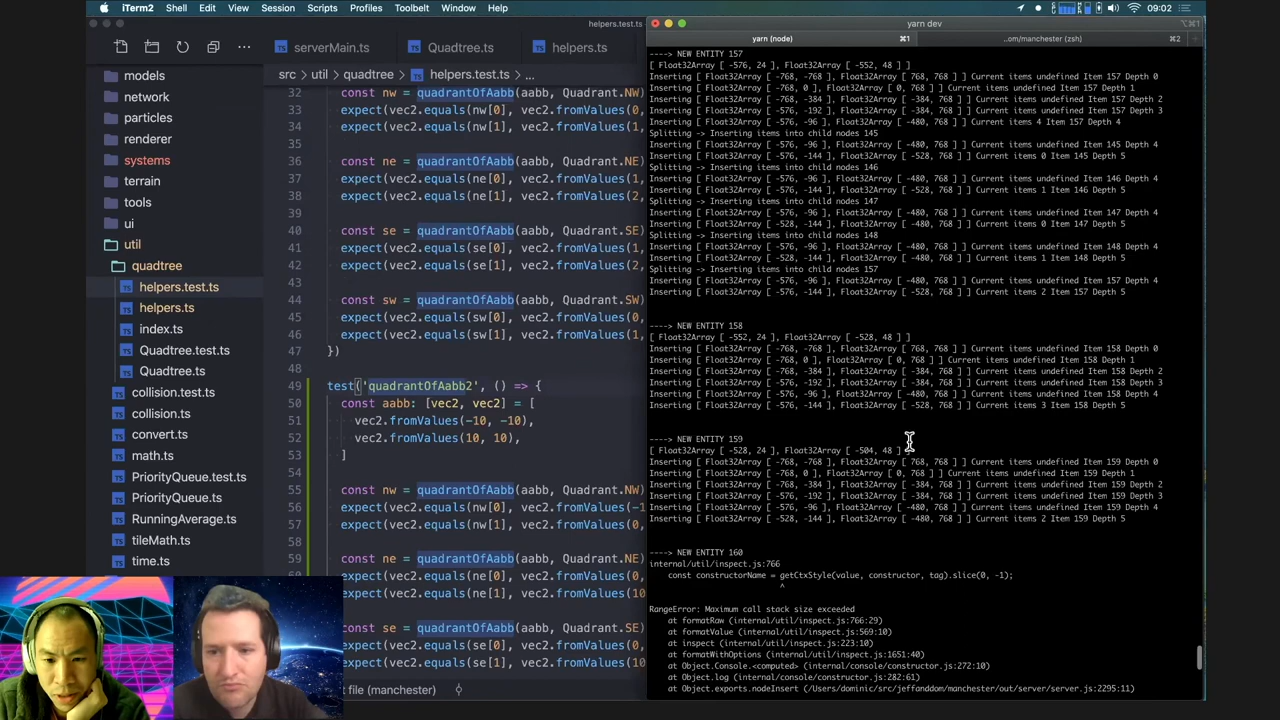 iTerm2 Shell Edit View Session Scripts Profiles Toolbelt Window Help 09:02
helpers.test.ts
yarn dev
⌥⌘1
serverMain.ts Quadtree.ts helpers.ts
yarn (node) ⌘1 ..om/manchester (zsh) ⌘2
src > util > quadtree > helpers.test.ts > ...
models
network
particles
renderer
systems
terrain
tools
ui
util
quadtree
helpers.test.ts
helpers.ts
index.ts
Quadtree.test.ts
Quadtree.ts
collision.test.ts
collision.ts
convert.ts
math.ts
PriorityQueue.test.ts
PriorityQueue.ts
RunningAverage.ts
tileMath.ts
time.ts
32 const nw = quadrantOfAabb(aabb, Quadrant.NW)
33 expect(vec2.equals(nw[0], vec2.fromValues(0,
34 expect(vec2.equals(nw[1], vec2.fromValues(1,
35
36 const ne = quadrantOfAabb(aabb, Quadrant.NE)
37 expect(vec2.equals(ne[0], vec2.fromValues(1,
38 expect(vec2.equals(ne[1], vec2.fromValues(2,
39
40 const se = quadrantOfAabb(aabb, Quadrant.SE)
41 expect(vec2.equals(se[0], vec2.fromValues(1,
42 expect(vec2.equals(se[1], vec2.fromValues(2,
43
44 const sw = quadrantOfAabb(aabb, Quadrant.SW)
45 expect(vec2.equals(sw[0], vec2.fromValues(0,
46 expect(vec2.equals(sw[1], vec2.fromValues(1,
47 })
48
49 test('quadrantOfAabb2', () => {
50 const aabb: [vec2, vec2] = [
51 vec2.fromValues(-10, -10),
52 vec2.fromValues(10, 10),
53 ]
54
55 const nw = quadrantOfAabb(aabb, Quadrant.NW)
56 expect(vec2.equals(nw[0], vec2.fromValues(-1
57 expect(vec2.equals(nw[1], vec2.fromValues(0,
58
59 const ne = quadrantOfAabb(aabb, Quadrant.NE)
expect(vec2.equals(ne[0], vec2.fromValues(0,
expect(vec2.equals(ne[1], vec2.fromValues(10
const se = quadrantOfAabb(aabb, Quadrant.SE)
expect(vec2.equals(se[0], vec2.fromValues(0,
expect(vec2.equals(se[1], vec2.fromValues(10
file (manchester)
----> NEW ENTITY 157
[ Float32Array [ -576, 24 ], Float32Array [ -552, 48 ] ]
Inserting [ Float32Array [ -768, -768 ], Float32Array [ 768, 768 ] ] Current items undefined Item 157 Depth 0
Inserting [ Float32Array [ -768, 0 ], Float32Array [ 0, 768 ] ] Current items undefined Item 157 Depth 1
Inserting [ Float32Array [ -768, -384 ], Float32Array [ -384, 768 ] ] Current items undefined Item 157 Depth 2
Inserting [ Float32Array [ -576, -192 ], Float32Array [ -384, 768 ] ] Current items undefined Item 157 Depth 3
Inserting [ Float32Array [ -576, -96 ], Float32Array [ -480, 768 ] ] Current items 4 Item 157 Depth 4
Splitting -> Inserting items into child nodes 145
Inserting [ Float32Array [ -576, -96 ], Float32Array [ -480, 768 ] ] Current items undefined Item 145 Depth 4
Inserting [ Float32Array [ -576, -144 ], Float32Array [ -528, 768 ] ] Current items 0 Item 145 Depth 5
Splitting -> Inserting items into child nodes 146
Inserting [ Float32Array [ -576, -96 ], Float32Array [ -480, 768 ] ] Current items undefined Item 146 Depth 4
Inserting [ Float32Array [ -576, -144 ], Float32Array [ -528, 768 ] ] Current items 1 Item 146 Depth 5
Splitting -> Inserting items into child nodes 147
Inserting [ Float32Array [ -576, -96 ], Float32Array [ -480, 768 ] ] Current items undefined Item 147 Depth 4
Inserting [ Float32Array [ -528, -144 ], Float32Array [ -480, 768 ] ] Current items 0 Item 147 Depth 5
Splitting -> Inserting items into child nodes 148
Inserting [ Float32Array [ -576, -96 ], Float32Array [ -480, 768 ] ] Current items undefined Item 148 Depth 4
Inserting [ Float32Array [ -528, -144 ], Float32Array [ -480, 768 ] ] Current items 1 Item 148 Depth 5
Splitting -> Inserting items into child nodes 157
Inserting [ Float32Array [ -576, -96 ], Float32Array [ -480, 768 ] ] Current items undefined Item 157 Depth 4
Inserting [ Float32Array [ -576, -144 ], Float32Array [ -528, 768 ] ] Current items 2 Item 157 Depth 5
----> NEW ENTITY 158
[ Float32Array [ -552, 24 ], Float32Array [ -528, 48 ] ]
Inserting [ Float32Array [ -768, -768 ], Float32Array [ 768, 768 ] ] Current items undefined Item 158 Depth 0
Inserting [ Float32Array [ -768, 0 ], Float32Array [ 0, 768 ] ] Current items undefined Item 158 Depth 1
Inserting [ Float32Array [ -768, -384 ], Float32Array [ -384, 768 ] ] Current items undefined Item 158 Depth 2
Inserting [ Float32Array [ -576, -192 ], Float32Array [ -384, 768 ] ] Current items undefined Item 158 Depth 3
Inserting [ Float32Array [ -576, -96 ], Float32Array [ -480, 768 ] ] Current items undefined Item 158 Depth 4
Inserting [ Float32Array [ -576, -144 ], Float32Array [ -528, 768 ] ] Current items 3 Item 158 Depth 5
----> NEW ENTITY 159
[ Float32Array [ -528, 24 ], Float32Array [ -504, 48 ] ]
Inserting [ Float32Array [ -768, -768 ], Float32Array [ 768, 768 ] ] Current items undefined Item 159 Depth 0
Inserting [ Float32Array [ -768, 0 ], Float32Array [ 0, 768 ] ] Current items undefined Item 159 Depth 1
Inserting [ Float32Array [ -768, -384 ], Float32Array [ -384, 768 ] ] Current items undefined Item 159 Depth 2
Inserting [ Float32Array [ -576, -192 ], Float32Array [ -384, 768 ] ] Current items undefined Item 159 Depth 3
Inserting [ Float32Array [ -576, -96 ], Float32Array [ -480, 768 ] ] Current items undefined Item 159 Depth 4
Inserting [ Float32Array [ -528, -144 ], Float32Array [ -480, 768 ] ] Current items 2 Item 159 Depth 5
----> NEW ENTITY 160
internal/util/inspect.js:766
const constructorName = getCtxStyle(value, constructor, tag).slice(0, -1);
^
RangeError: Maximum call stack size exceeded
at formatRaw (internal/util/inspect.js:766:29)
at formatValue (internal/util/inspect.js:569:10)
at inspect (internal/util/inspect.js:223:10)
at formatWithOptions (internal/util/inspect.js:1651:40)
at Object.Console.<computed> (internal/console/constructor.js:272:10)
at Object.log (internal/console/constructor.js:282:61)
at Object.exports.nodeInsert (/Users/dominic/src/jeffanddom/manchester/out/server/server.js:2295:11)